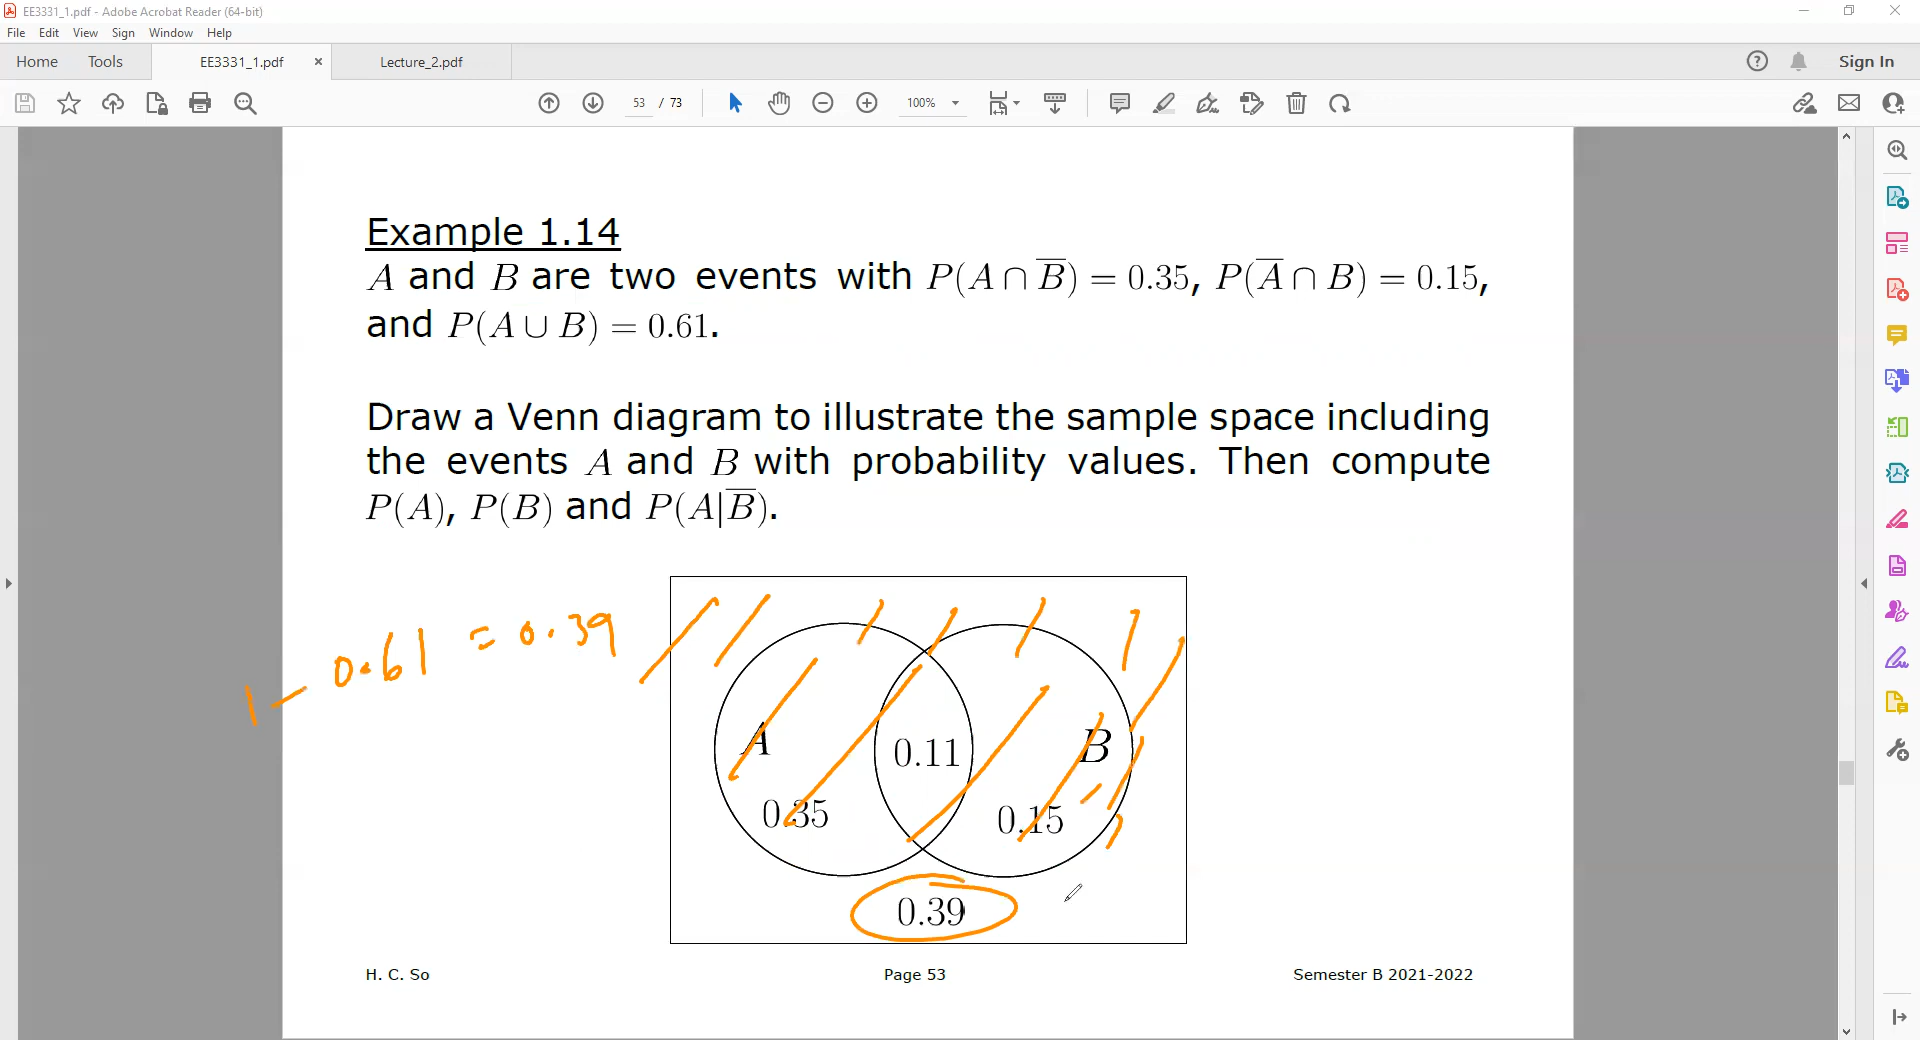 EE3331_1.pdf - Adobe Acrobat Reader (64-bit)
File Edit View Sign Window Help
Home Tools EE3331_1.pdf × Lecture_2.pdf Sign In
53 / 73 100%
Example 1.14
A and B are two events with P(A ∩ B̅) = 0.35, P(A̅ ∩ B) = 0.15,
and P(A ∪ B) = 0.61.
Draw a Venn diagram to illustrate the sample space including
the events A and B with probability values. Then compute
P(A), P(B) and P(A|B̅).
1 - 0.61 = 0.39
A 0.11 B
0.35 0.15
0.39
H. C. So Page 53 Semester B 2021-2022